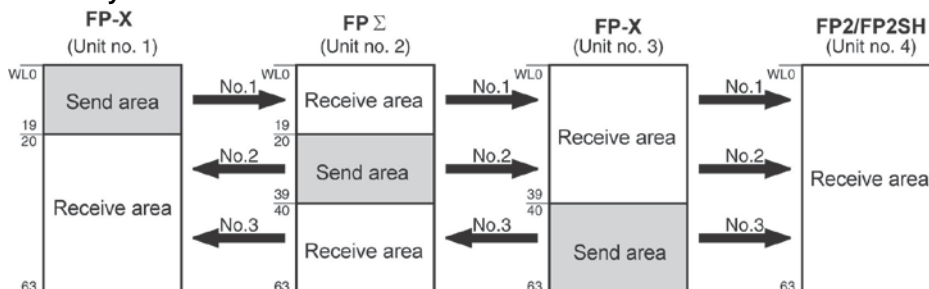 FP-X
(Unit no. 1)
FP Σ
(Unit no. 2)
FP-X
(Unit no. 3)
FP2/FP2SH
(Unit no. 4)
WL0
Send area
19
20
Receive area
63
No.1
No.2
No.3
WL0
Receive area
19
20
Send area
39
40
Receive area
63
No.1
No.2
No.3
WL0
Receive area
39
40
Send area
63
No.1
No.2
No.3
WL0
Receive area
63